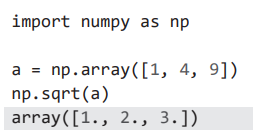 import numpy as np
a = np.array([1, 4, 9])
np.sqrt(a)
array([1., 2., 3.])